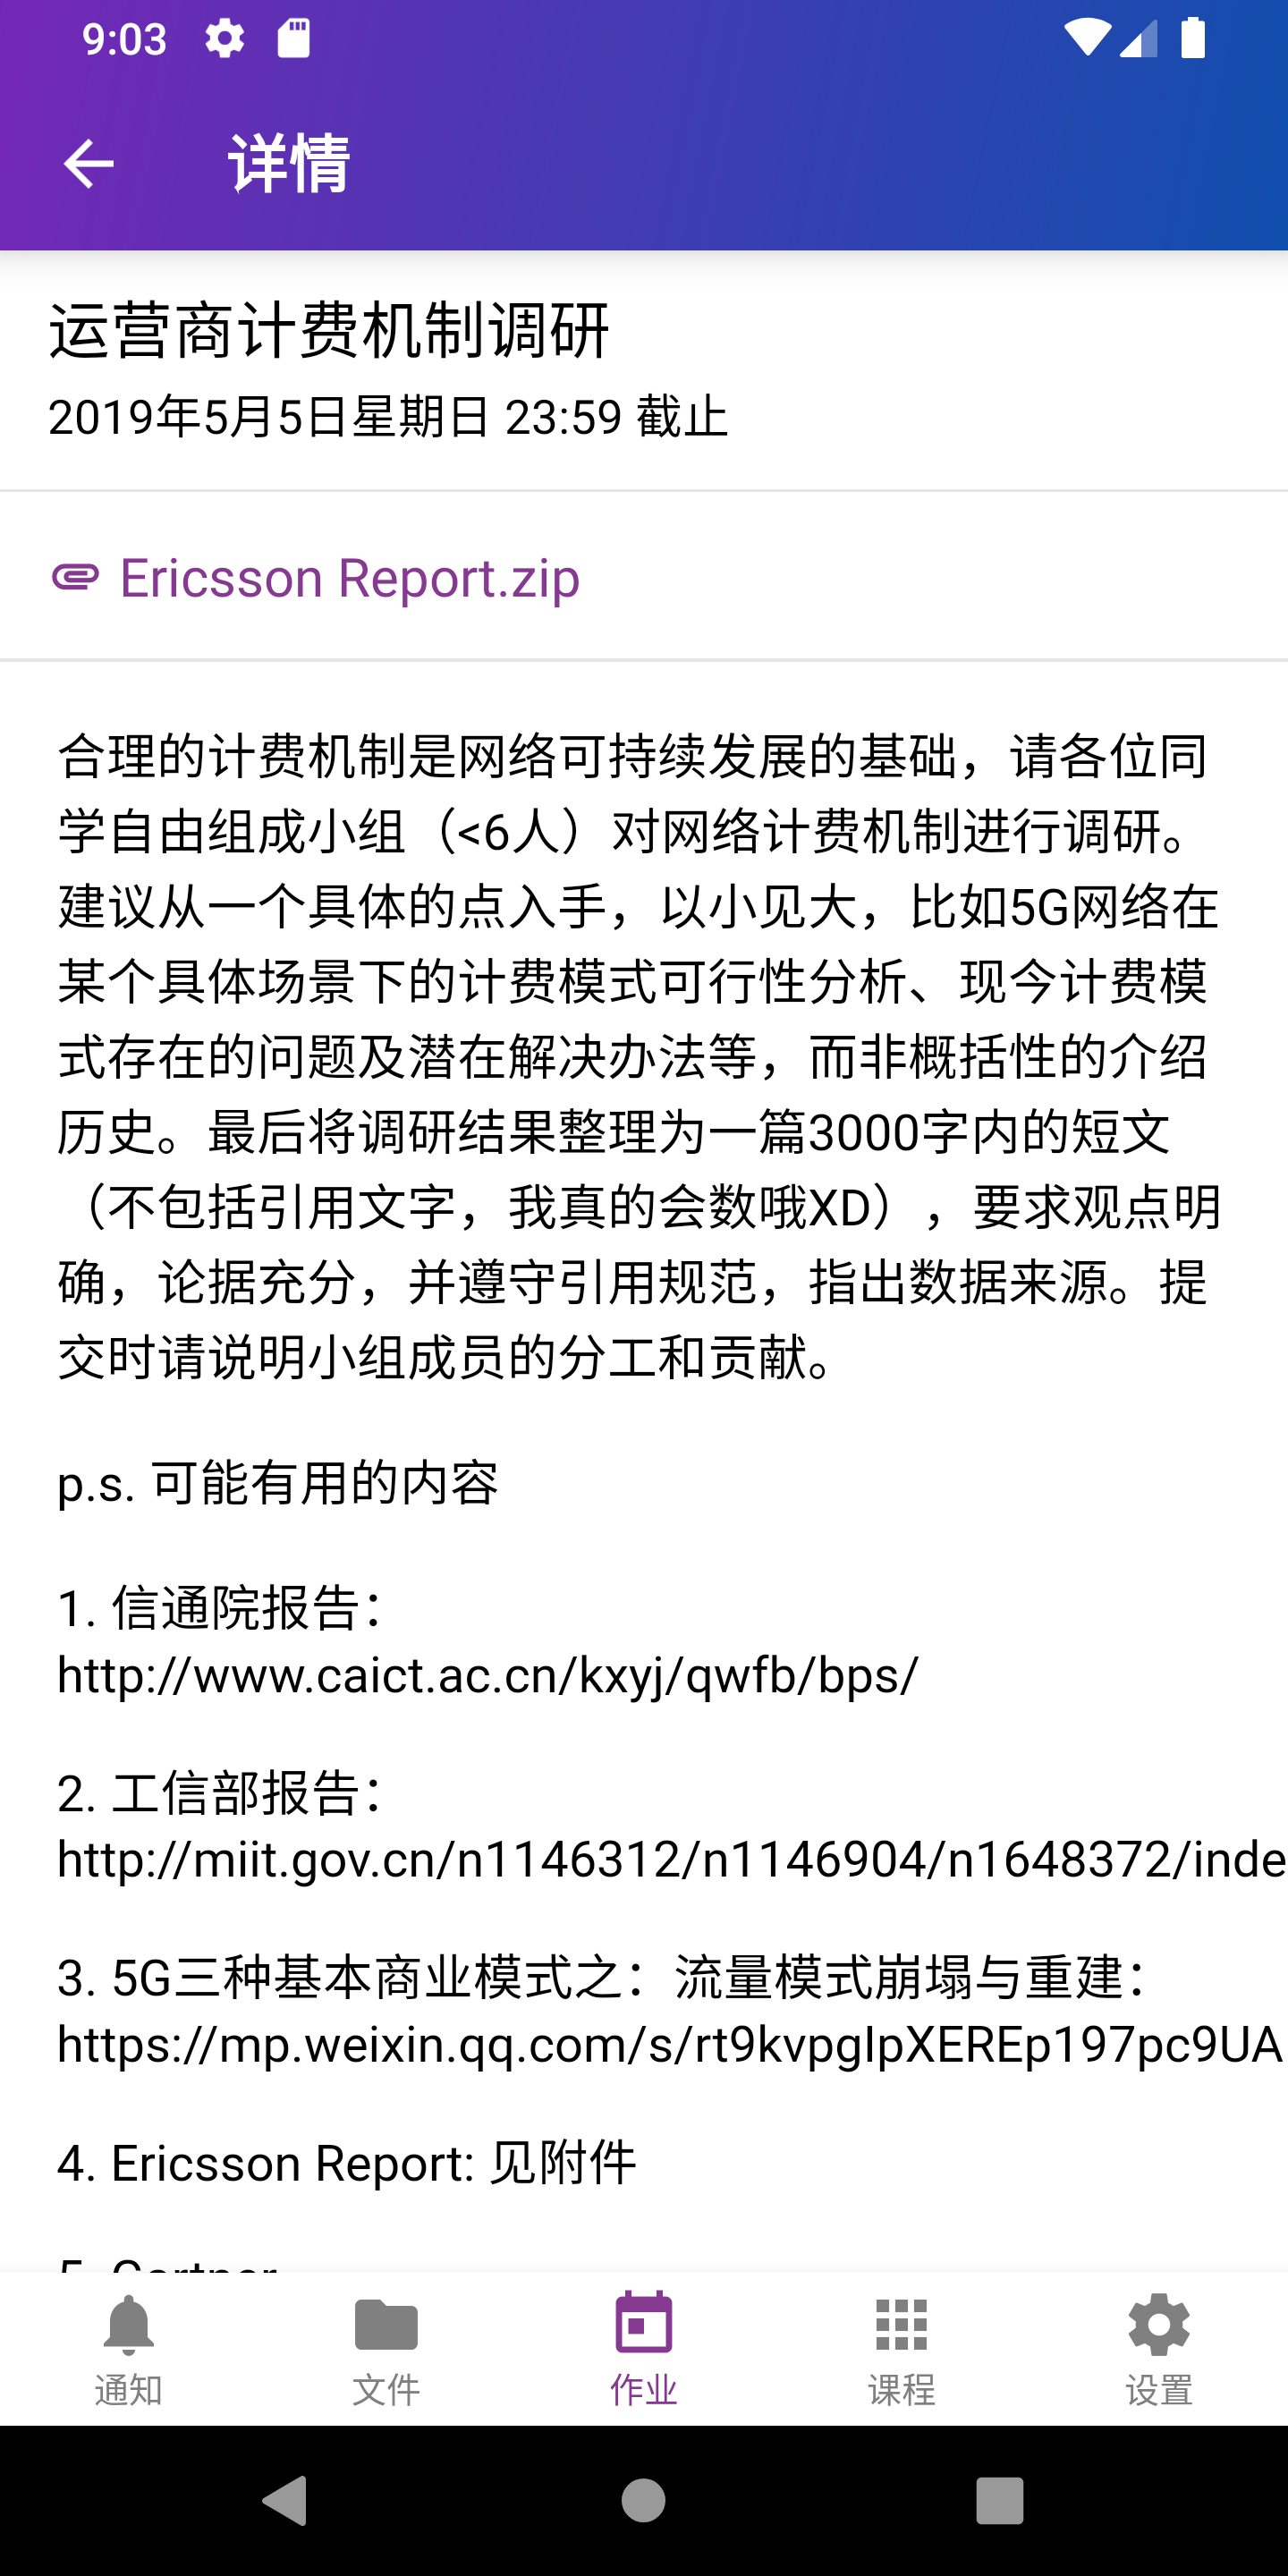 9:03
详情
运营商计费机制调研
2019年5月5日星期日 23:59 截止
Ericsson Report.zip
合理的计费机制是网络可持续发展的基础，请各位同
学自由组成小组（<6人）对网络计费机制进行调研。
建议从一个具体的点入手，以小见大，比如5G网络在
某个具体场景下的计费模式可行性分析、现今计费模
式存在的问题及潜在解决办法等，而非概括性的介绍
历史。最后将调研结果整理为一篇3000字内的短文
（不包括引用文字，我真的会数哦XD），要求观点明
确，论据充分，并遵守引用规范，指出数据来源。提
交时请说明小组成员的分工和贡献。
p.s. 可能有用的内容
1. 信通院报告：
http://www.caict.ac.cn/kxyj/qwfb/bps/
2. 工信部报告：
http://miit.gov.cn/n1146312/n1146904/n1648372/inde
3. 5G三种基本商业模式之：流量模式崩塌与重建：
https://mp.weixin.qq.com/s/rt9kvpgIpXEREp197pc9UA
4. Ericsson Report: 见附件
5. Gartner
通知
文件
作业
课程
设置